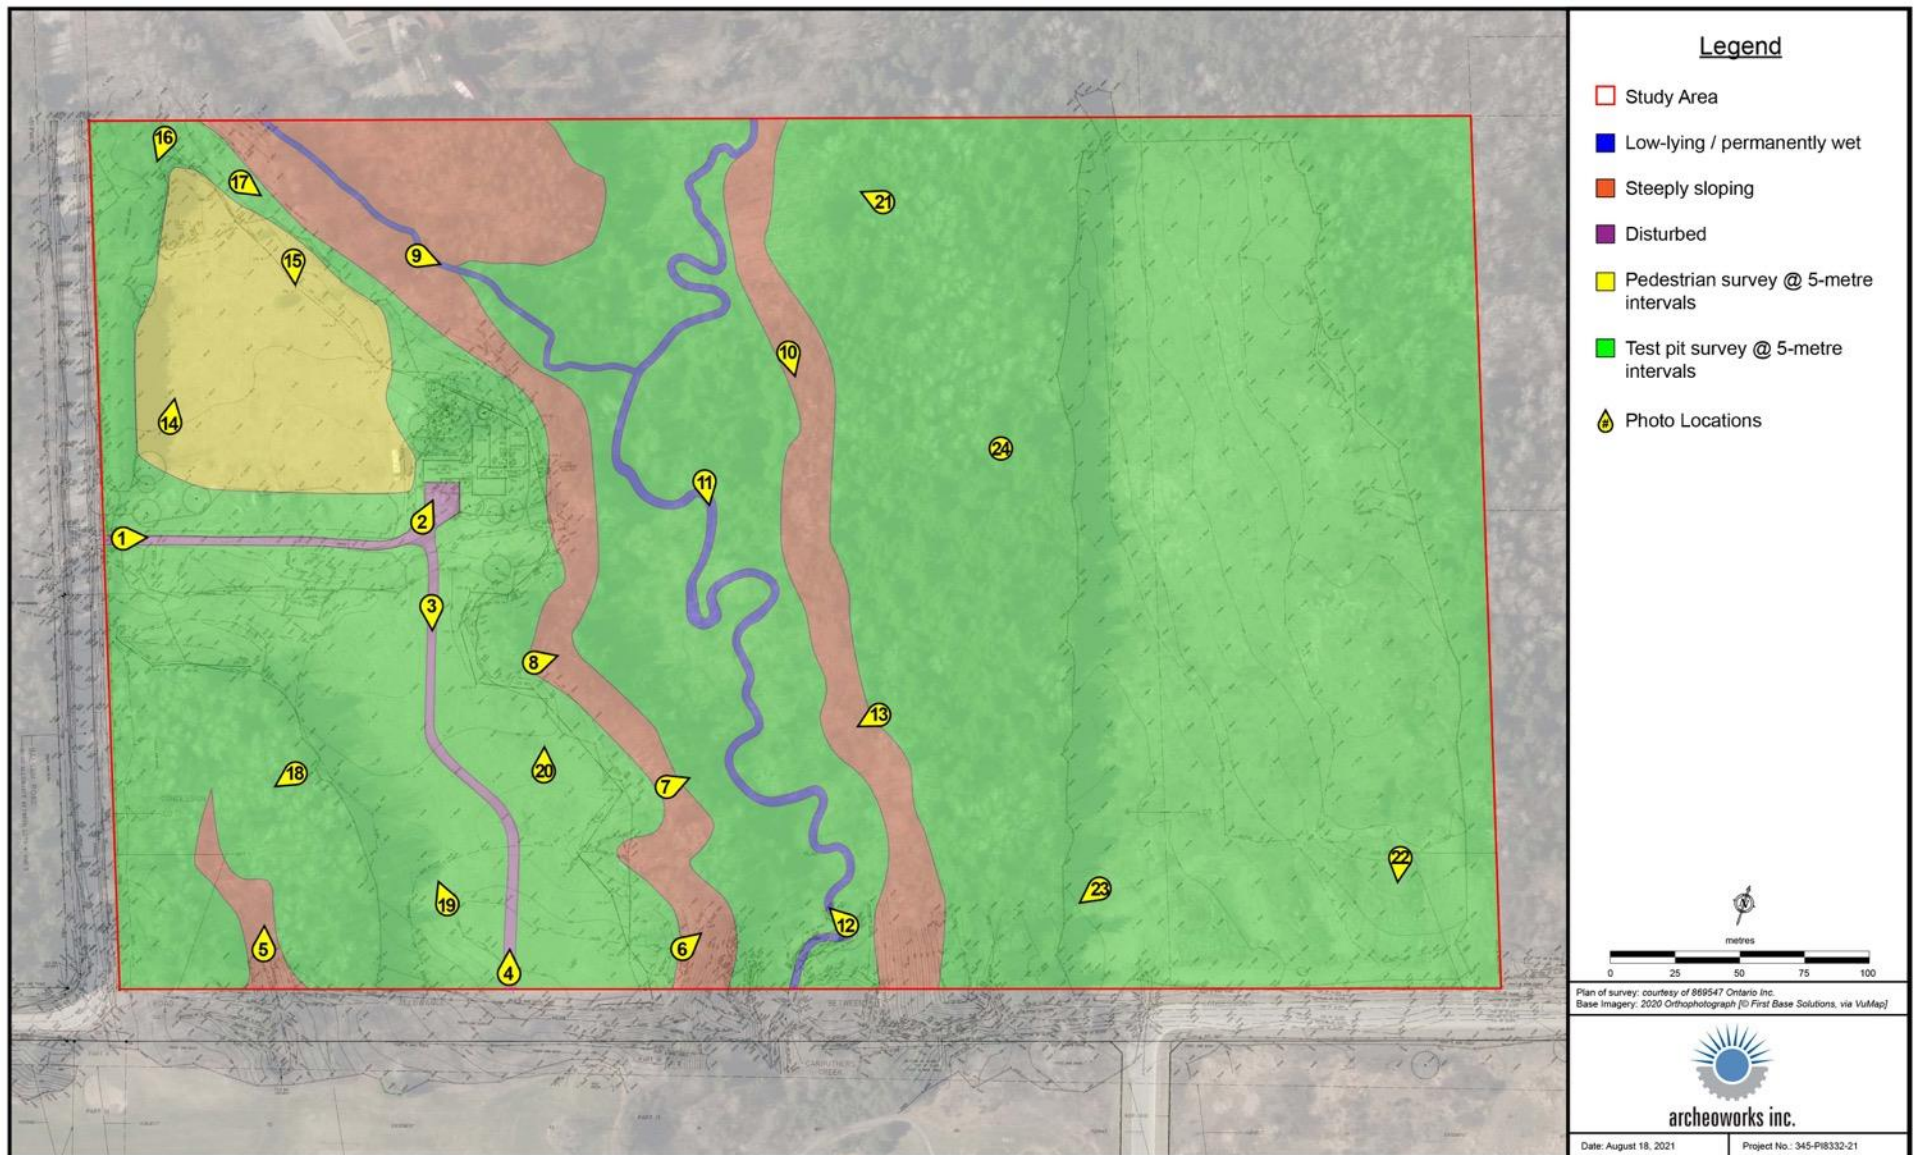 16
17
21
9
15
10
14
24
11
2
1
3
8
13
7
20
18
22
23
19
12
6
5
4
Legend
Study Area
Low-lying / permanently wet
Steeply sloping
Disturbed
Pedestrian survey @ 5-metre
intervals
Test pit survey @ 5-metre
intervals
#
Photo Locations
N
metres
0 25 50 75 100
Plan of survey: courtesy of 869547 Ontario Inc.
Base Imagery: 2020 Orthophotograph [© First Base Solutions, via VuMap]
archeoworks inc.
Date: August 18, 2021
Project No.: 345-PI8332-21